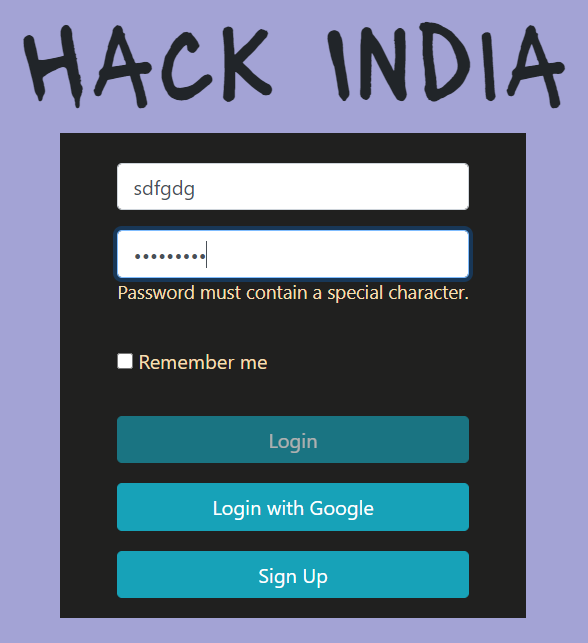 HACK INDIA
sdfgdg
•••••••••
Password must contain a special character.
Remember me
Login
Login with Google
Sign Up